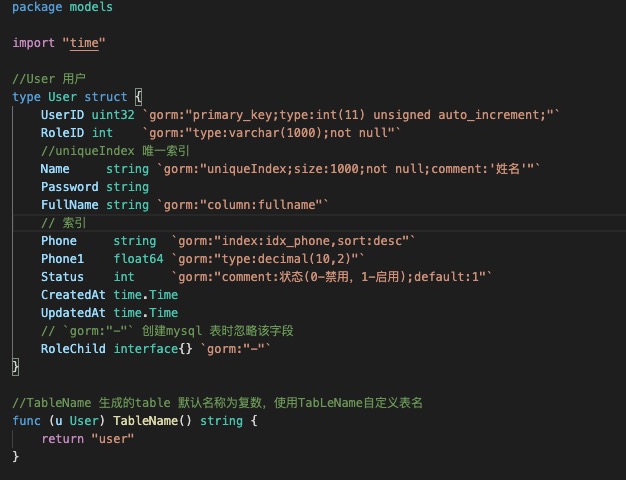 package models
import "time"
//User 用户
type User struct {
UserID uint32 `gorm:"primary_key;type:int(11) unsigned auto_increment;"`
RoleID int `gorm:"type:varchar(1000);not null"`
//uniqueIndex 唯一索引
Name string `gorm:"uniqueIndex;size:1000;not null;comment:'姓名'"`
Password string
FullName string `gorm:"column:fullname"`
// 索引
Phone string `gorm:"index:idx_phone,sort:desc"`
Phone1 float64 `gorm:"type:decimal(10,2)"`
Status int `gorm:"comment:状态(0-禁用，1-启用);default:1"`
CreatedAt time.Time
UpdatedAt time.Time
// `gorm:"-"` 创建mysql 表时忽略该字段
RoleChild interface{} `gorm:"-"`
}
//TableName 生成的table 默认名称为复数，使用TabLeName自定义表名
func (u User) TableName() string {
return "user"
}